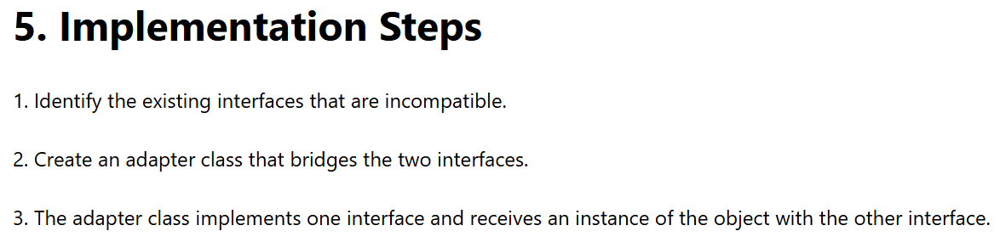 5. Implementation Steps
1. Identify the existing interfaces that are incompatible.
2. Create an adapter class that bridges the two interfaces.
3. The adapter class implements one interface and receives an instance of the object with the other interface.